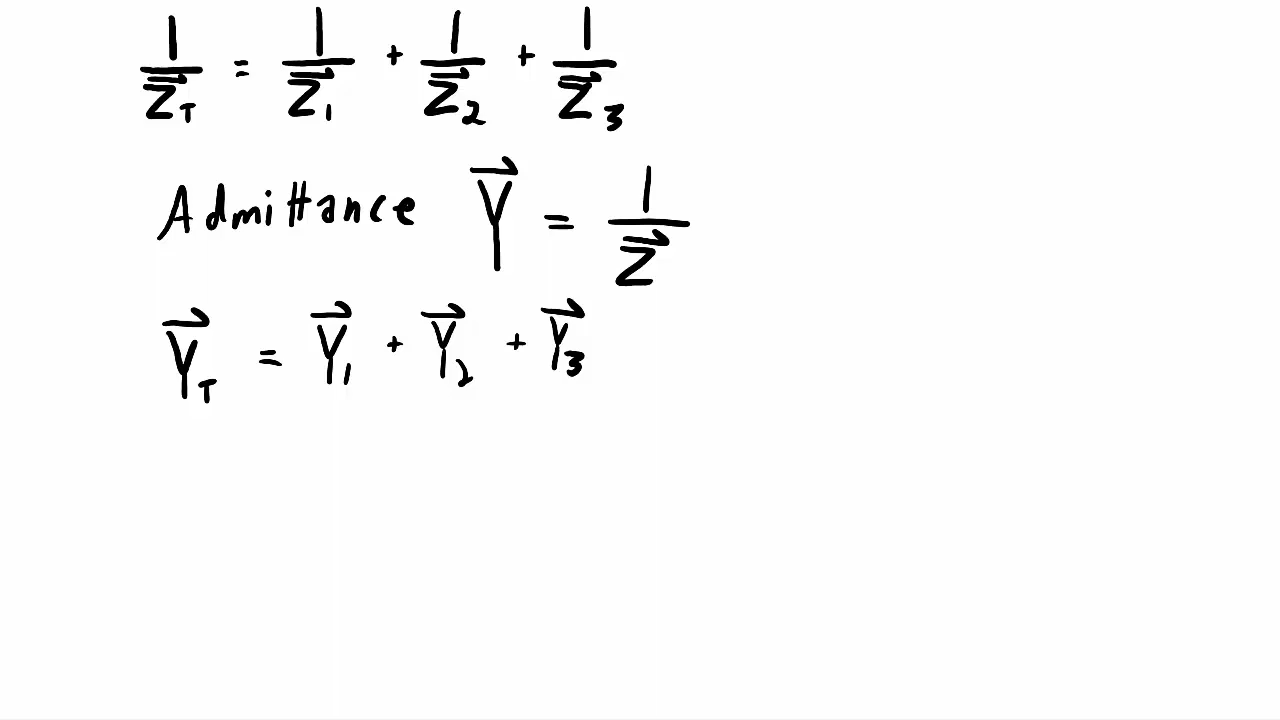 1/Z⃗_T = 1/Z⃗_1 + 1/Z⃗_2 + 1/Z⃗_3
Admittance Y⃗ = 1/Z⃗
Y⃗_T = Y⃗_1 + Y⃗_2 + Y⃗_3